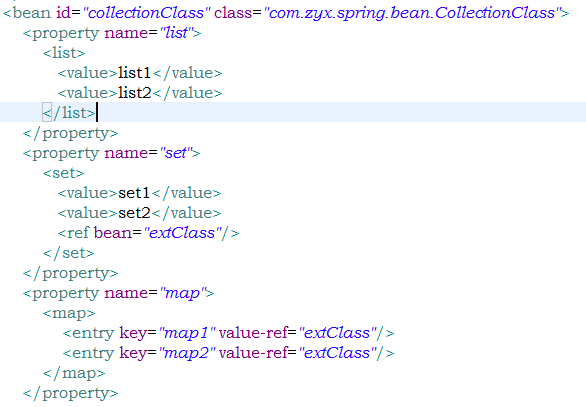 <bean id="collectionClass" class="com.zyx.spring.bean.CollectionClass">
<property name="list">
<list>
<value>list1</value>
<value>list2</value>
</list>
</property>
<property name="set">
<set>
<value>set1</value>
<value>set2</value>
<ref bean="extClass"/>
</set>
</property>
<property name="map">
<map>
<entry key="map1" value-ref="extClass"/>
<entry key="map2" value-ref="extClass"/>
</map>
</property>